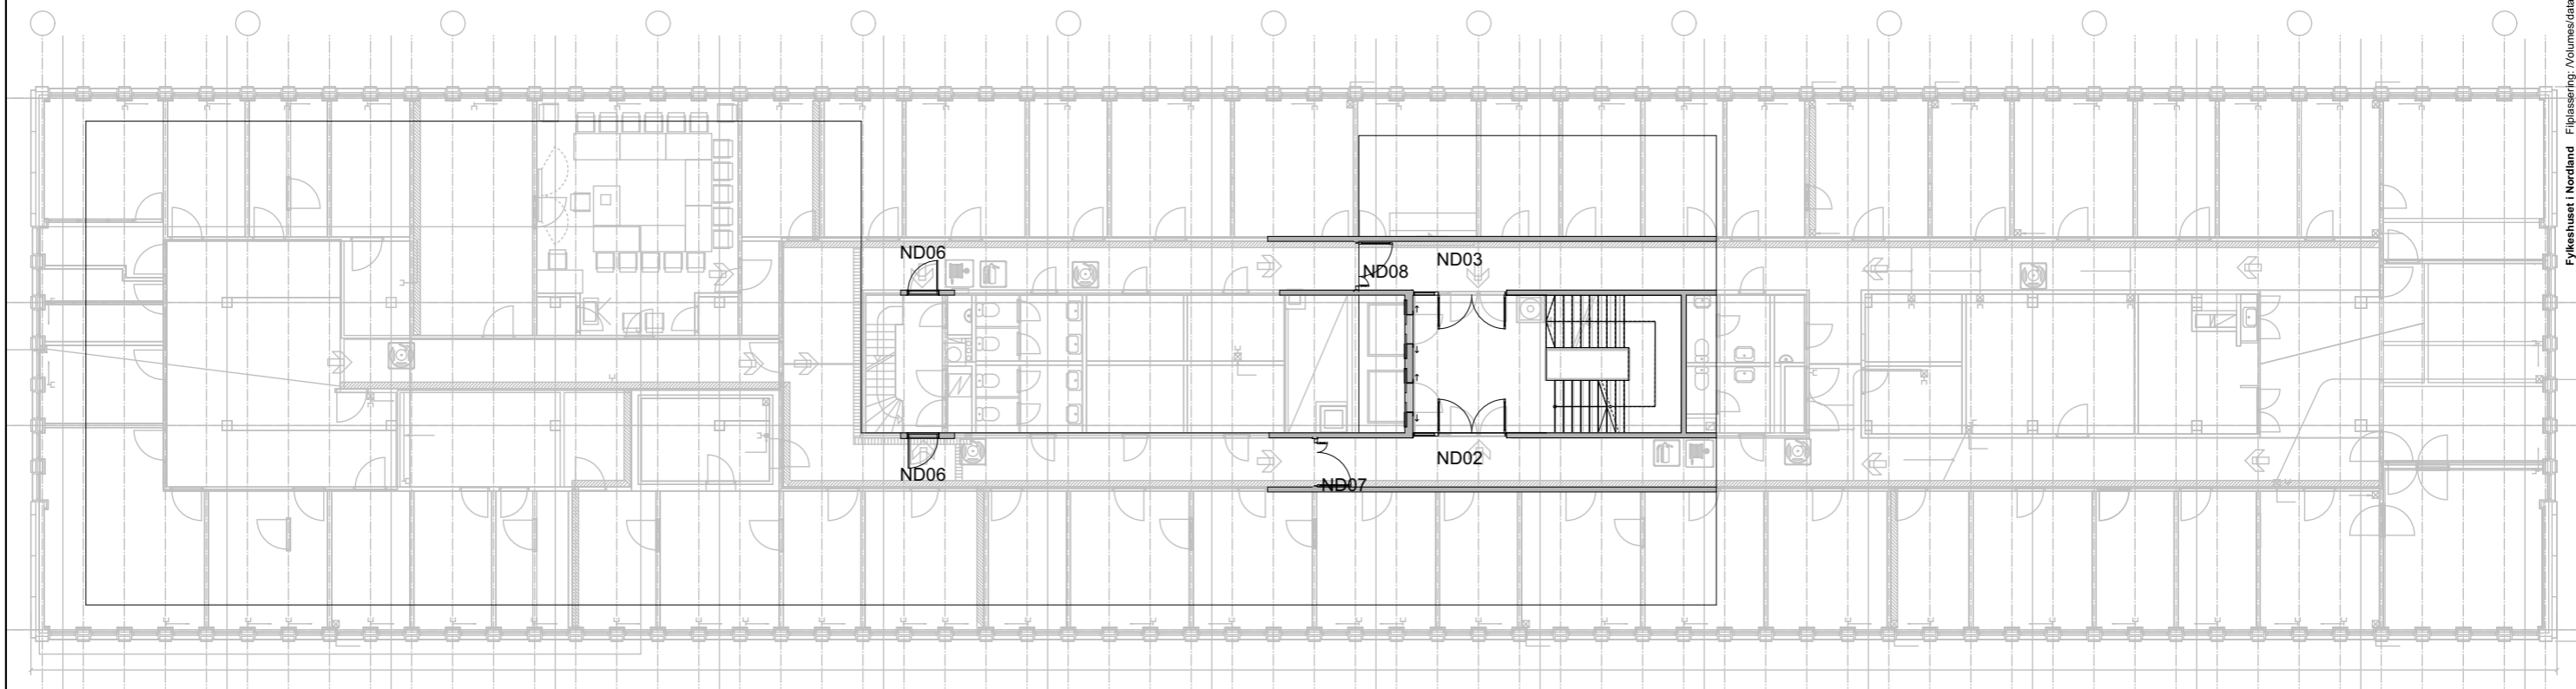 ND06
ND08
ND03
ND02
ND06
ND07
Fylkeshuset i Nordland Filplassering: /Volumes/data